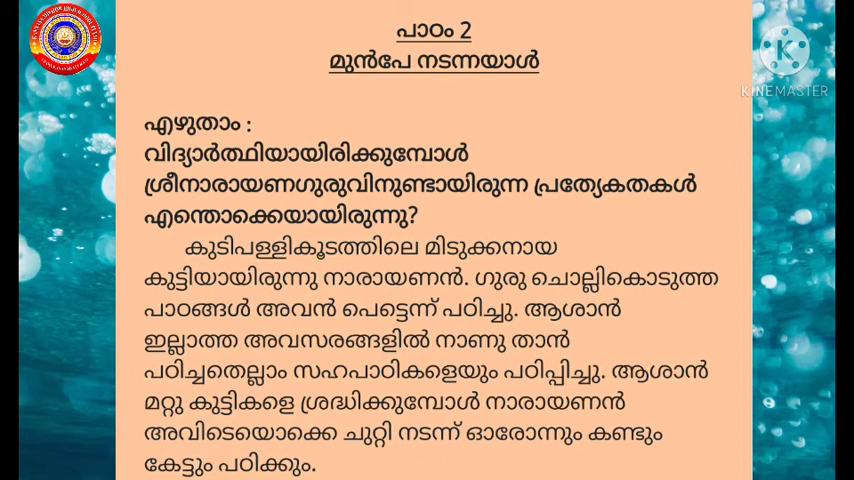 പാഠം 2
മുൻപേ നടന്നയാൾ
KINEMASTER
എഴുതാം :
വിദ്യാർത്ഥിയായിരിക്കുമ്പോൾ
ശ്രീനാരായണഗുരുവിനുണ്ടായിരുന്ന പ്രത്യേകതകൾ
എന്തൊക്കെയായിരുന്നു?
കുടിപള്ളികൂടത്തിലെ മിടുക്കനായ
കുട്ടിയായിരുന്നു നാരായണൻ. ഗുരു ചൊല്ലികൊടുത്ത
പാഠങ്ങൾ അവൻ പെട്ടെന്ന് പഠിച്ചു. ആശാൻ
ഇല്ലാത്ത അവസരങ്ങളിൽ നാണു താൻ
പഠിച്ചതെല്ലാം സഹപാഠികളെയും പഠിപ്പിച്ചു. ആശാൻ
മറ്റു കുട്ടികളെ ശ്രദ്ധിക്കുമ്പോൾ നാരായണൻ
അവിടെയൊക്കെ ചുറ്റി നടന്ന് ഓരോന്നും കണ്ടും
കേട്ടും പഠിക്കും.